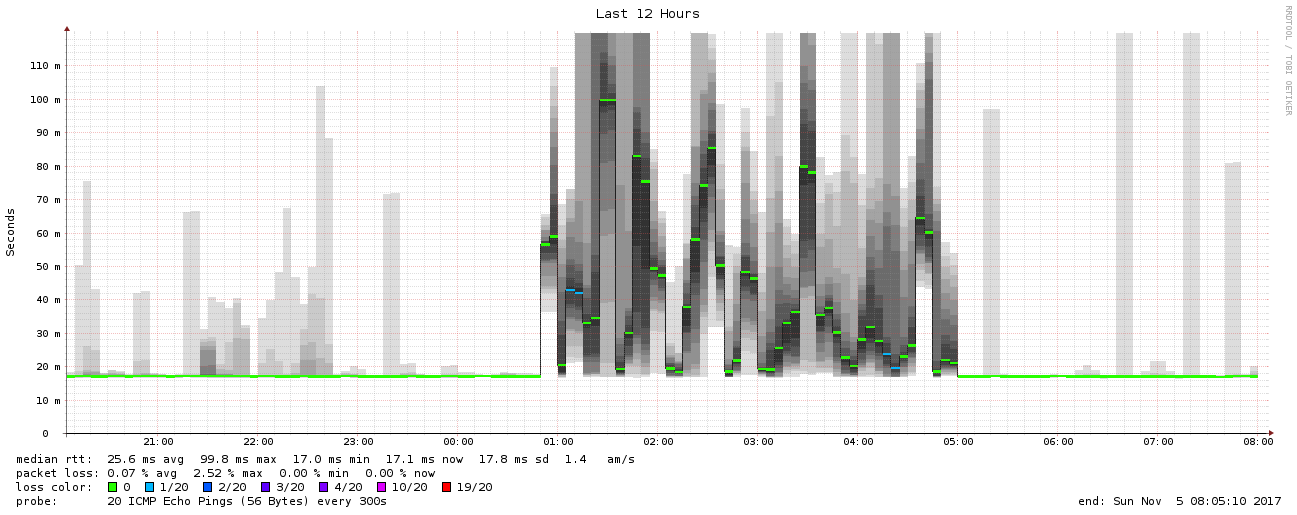 Last 12 Hours
RRDTOOL / TOBI OETIKER
Seconds
110 m
100 m
90 m
80 m
70 m
60 m
50 m
40 m
30 m
20 m
10 m
0
21:00 22:00 23:00 00:00 01:00 02:00 03:00 04:00 05:00 06:00 07:00 08:00
median rtt: 25.6 ms avg 99.8 ms max 17.0 ms min 17.1 ms now 17.8 ms sd 1.4 am/s
packet loss: 0.07 % avg 2.52 % max 0.00 % min 0.00 % now
loss color: 0 1/20 2/20 3/20 4/20 10/20 19/20
probe: 20 ICMP Echo Pings (56 Bytes) every 300s end: Sun Nov 5 08:05:10 2017